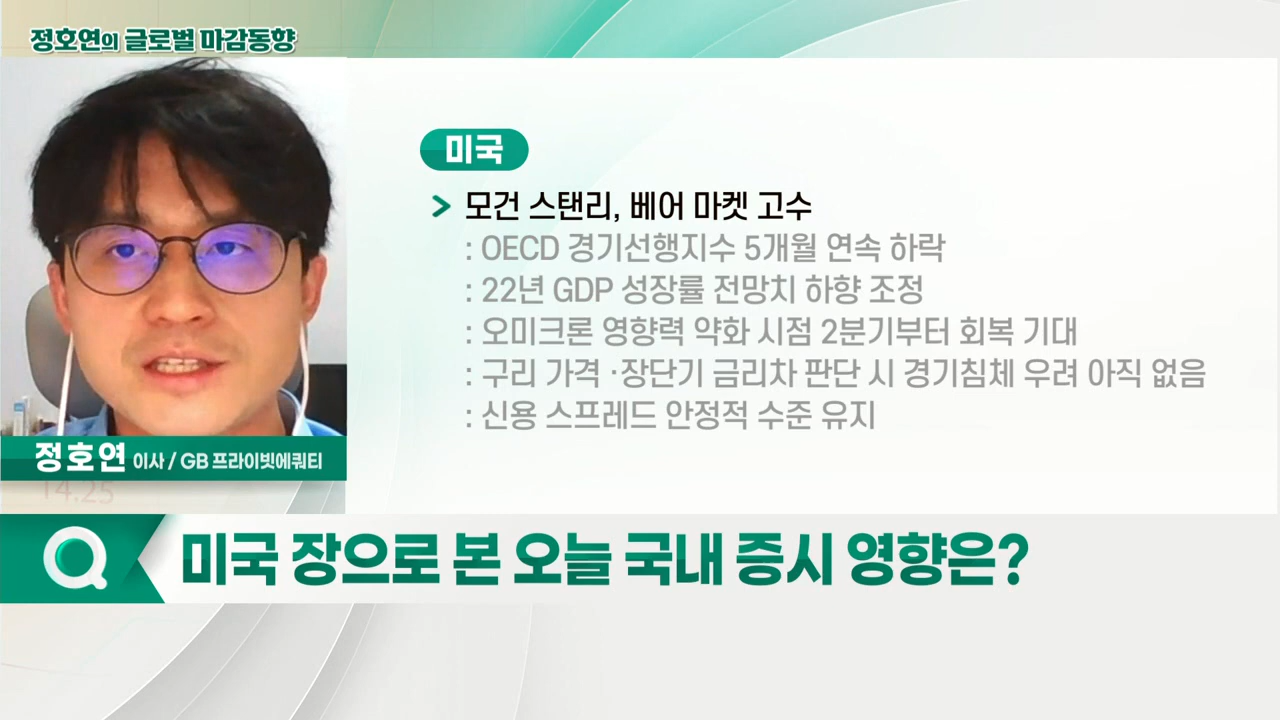 정호연의 글로벌 마감동향
미국
모건 스탠리, 베어 마켓 고수
: OECD 경기선행지수 5개월 연속 하락
: 22년 GDP 성장률 전망치 하향 조정
: 오미크론 영향력 약화 시점 2분기부터 회복 기대
: 구리 가격 ·장단기 금리차 판단 시 경기침체 우려 아직 없음
: 신용 스프레드 안정적 수준 유지
정호연 이사 / GB 프라이빗에쿼티
14.25
Q 미국 장으로 본 오늘 국내 증시 영향은?